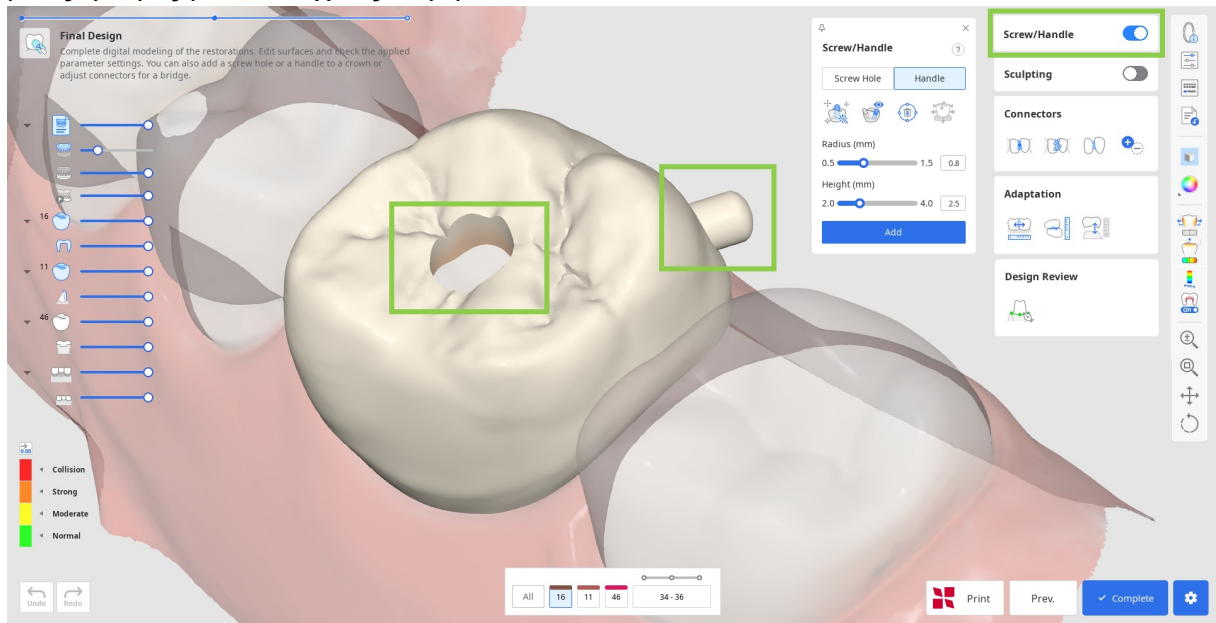 Final Design
Complete digital modeling of the restorations. Edit surfaces and check the applied
parameter settings. You can also add a screw hole or a handle to a crown or
adjust connectors for a bridge.
16
11
46
0.00
Collision
Strong
Moderate
Normal
Undo
Redo
All
16
11
46
34 - 36
Screw/Handle
?
Screw Hole
Handle
Radius (mm)
0.5
1.5
0.8
Height (mm)
2.0
4.0
2.5
Add
Screw/Handle
Sculpting
Connectors
Adaptation
Design Review
ON
Print
Prev.
Complete